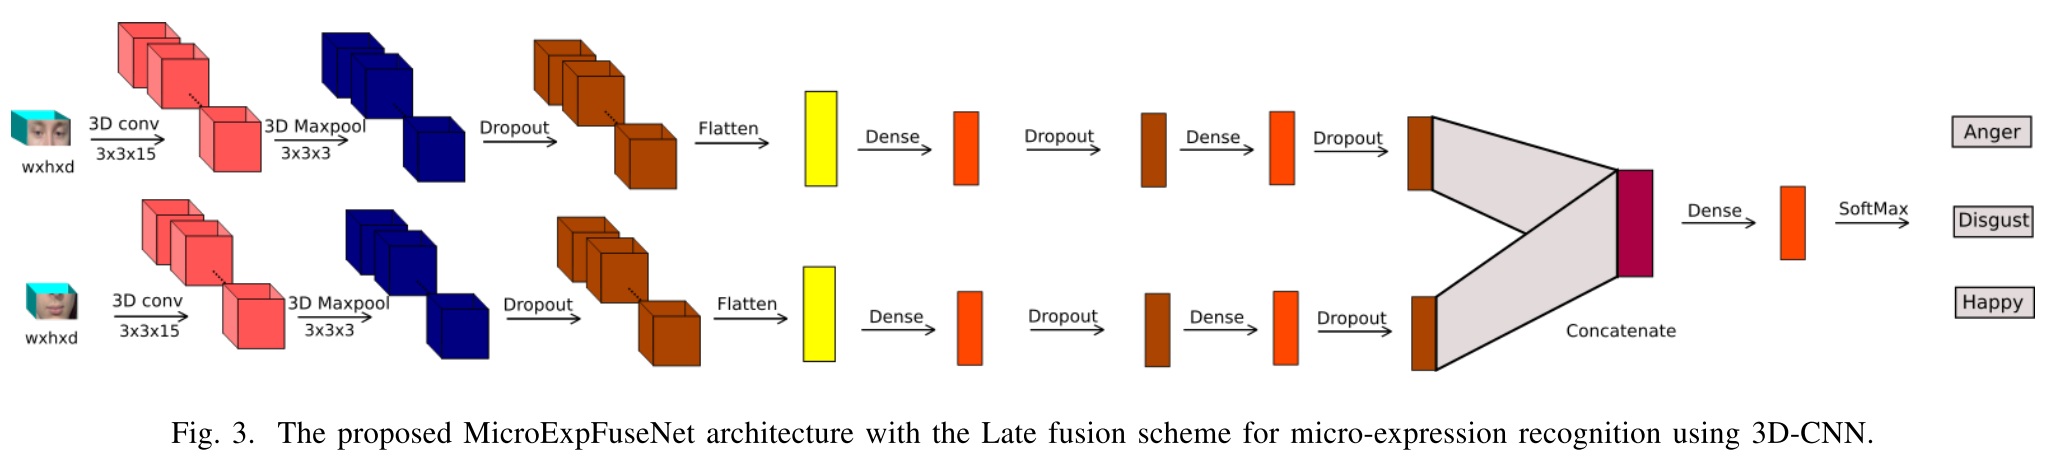 wxhxd
3D conv
3x3x15
3D Maxpool
3x3x3
Dropout
Flatten
Dense
Dropout
Dense
Dropout
wxhxd
3D conv
3x3x15
3D Maxpool
3x3x3
Dropout
Flatten
Dense
Dropout
Dense
Dropout
Concatenate
Dense
SoftMax
Anger
Disgust
Happy
Fig. 3. The proposed MicroExpFuseNet architecture with the Late fusion scheme for micro-expression recognition using 3D-CNN.